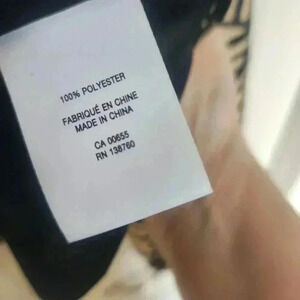 100% POLYESTER
FABRIQUÉ EN CHINE
MADE IN CHINA
CA 00655
RN 138760